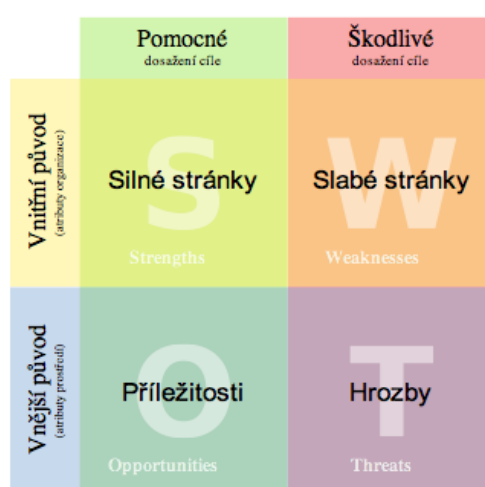 Pomocné
dosažení cíle
Škodlivé
dosažení cíle
Vnitřní původ
(atributy organizace)
S
Silné stránky
Strengths
W
Slabé stránky
Weaknesses
Vnější původ
(atributy prostředí)
O
Příležitosti
Opportunities
T
Hrozby
Threats